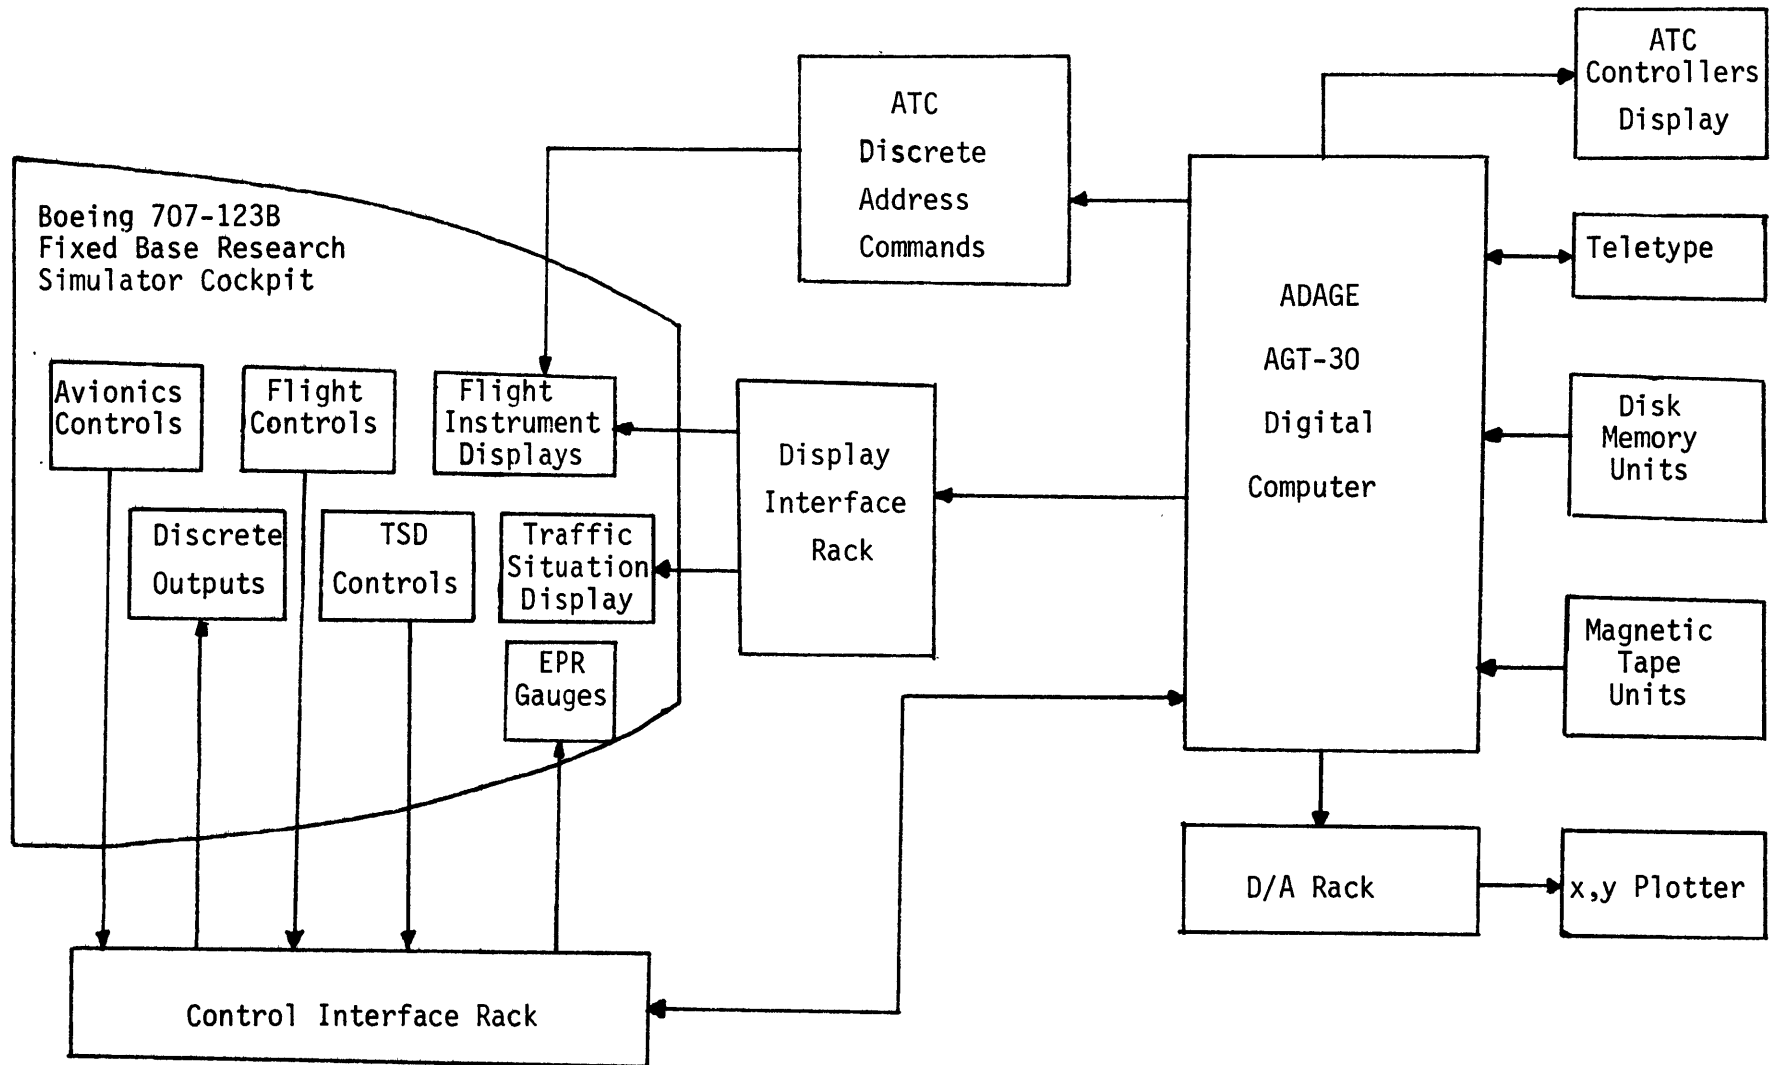 ATC
Controllers
Display
ATC
Discrete
Address
Commands
Boeing 707-123B
Fixed Base Research
Simulator Cockpit
Teletype
ADAGE
AGT-30
Digital
Computer
Avionics
Controls
Flight
Controls
Flight
Instrument
Displays
Disk
Memory
Units
Display
Interface
Rack
Discrete
Outputs
TSD
Controls
Traffic
Situation
Display
EPR
Gauges
Magnetic
Tape
Units
D/A Rack
x,y Plotter
Control Interface Rack